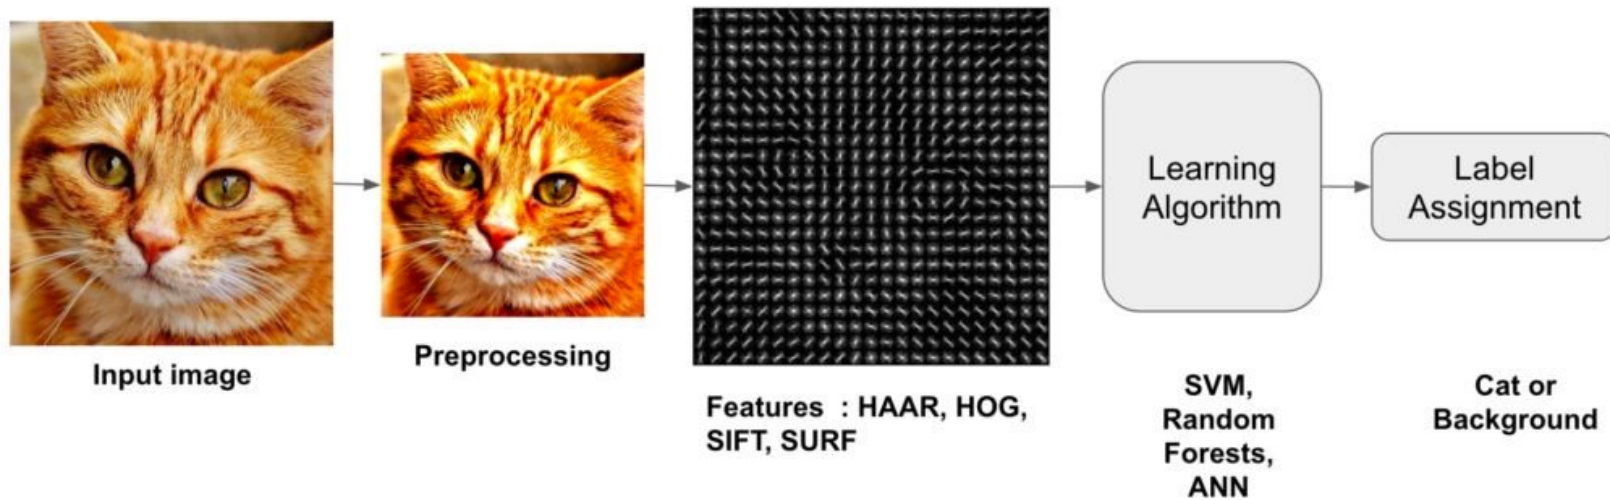 Input image
Preprocessing
Features : HAAR, HOG,
SIFT, SURF
Learning
Algorithm
SVM,
Random
Forests,
ANN
Label
Assignment
Cat or
Background